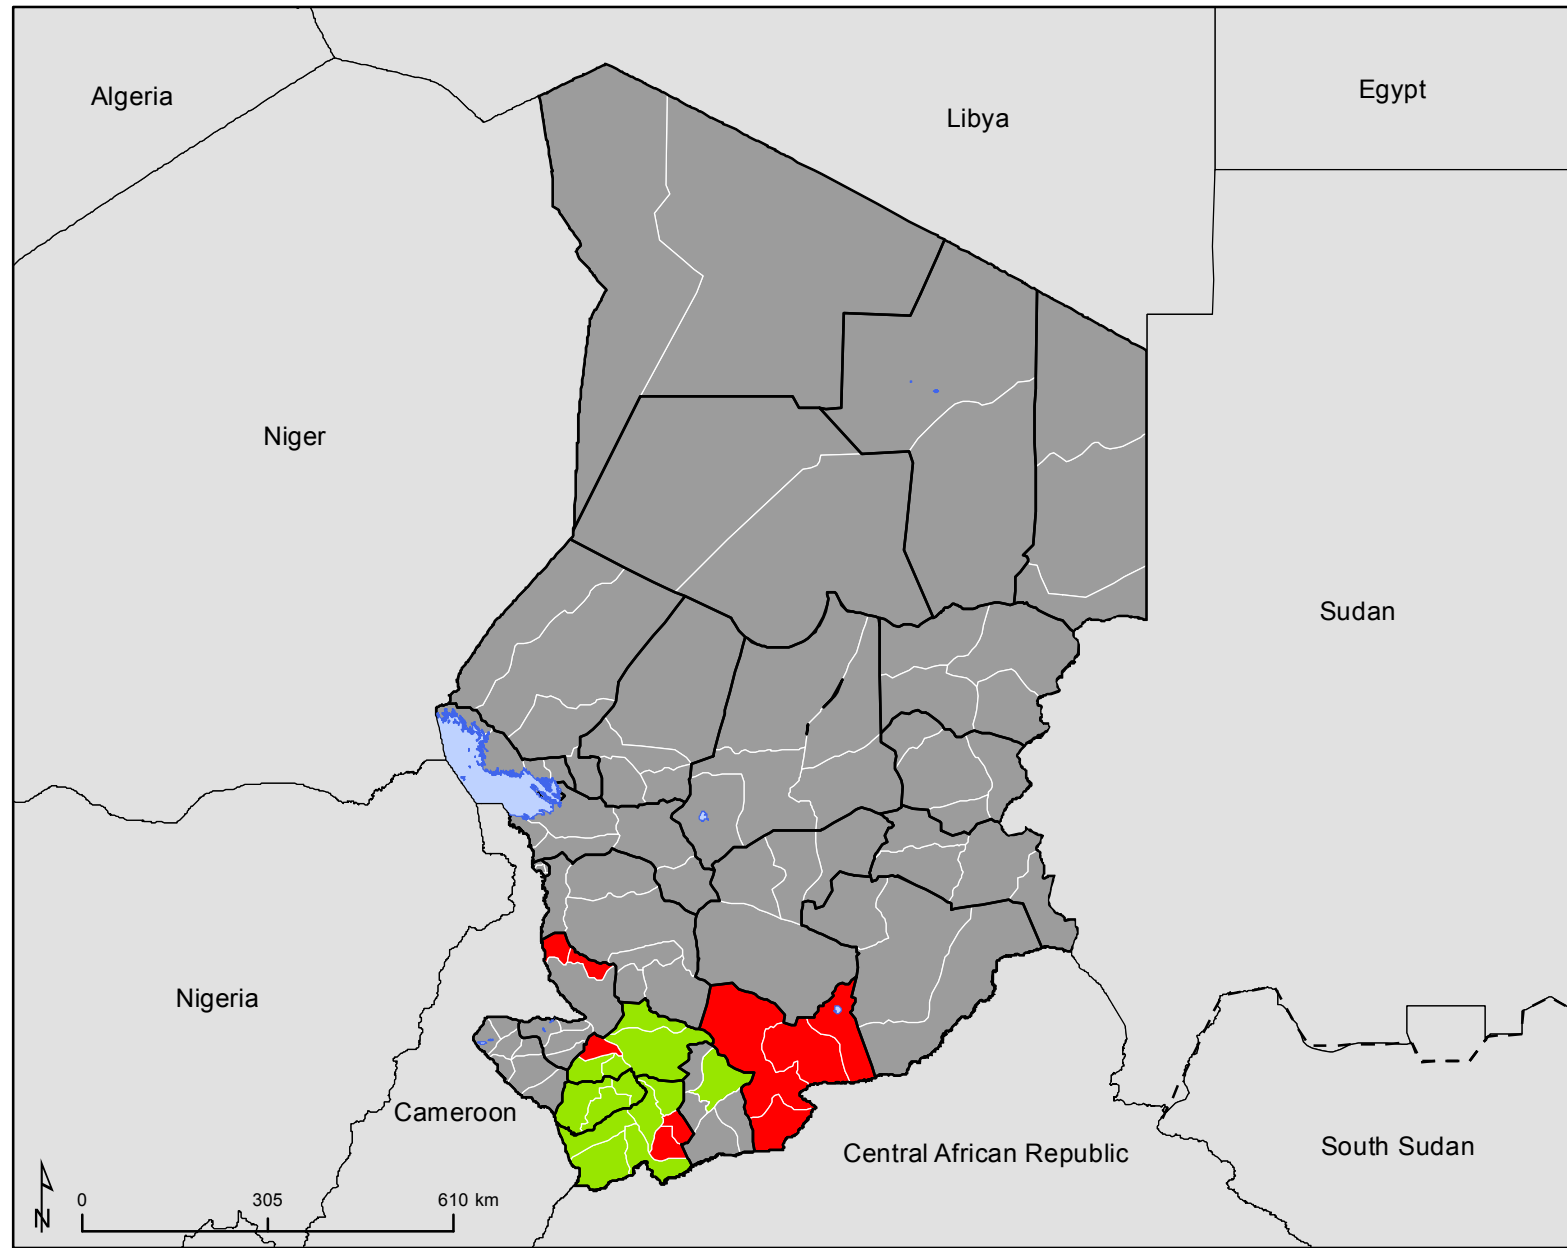 Algeria
Libya
Egypt
Niger
Sudan
Nigeria
Cameroon
Central African Republic
South Sudan
N
0 305 610 km